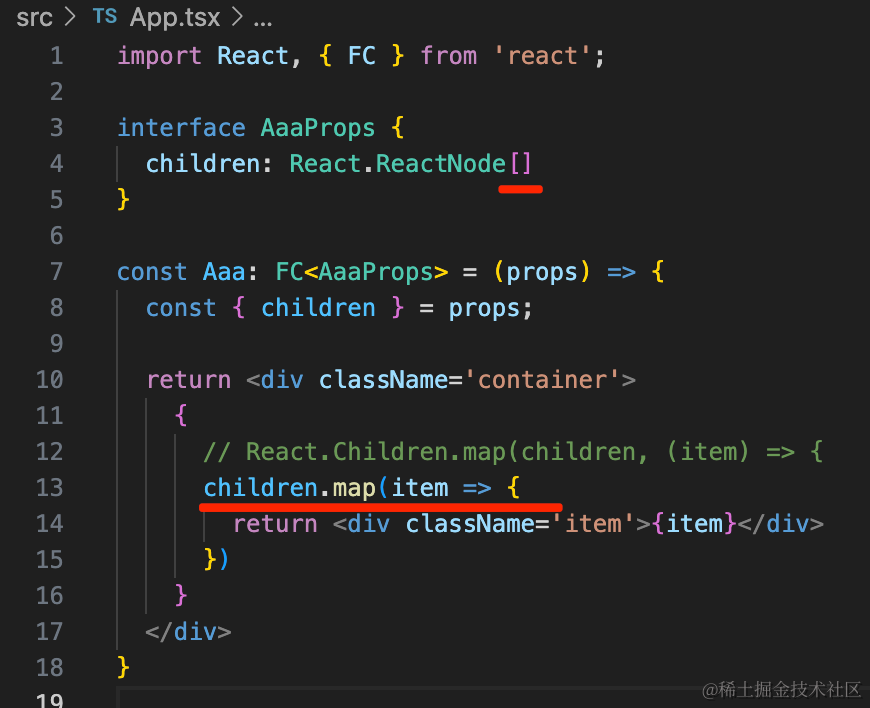 src > TS App.tsx > ...
1 import React, { FC } from 'react';
2
3 interface AaaProps {
4 children: React.ReactNode[]
5 }
6
7 const Aaa: FC<AaaProps> = (props) => {
8 const { children } = props;
9
10 return <div className='container'>
11 {
12 // React.Children.map(children, (item) => {
13 children.map(item => {
14 return <div className='item'>{item}</div>
15 })
16 }
17 </div>
18 }
19
@稀土掘金技术社区